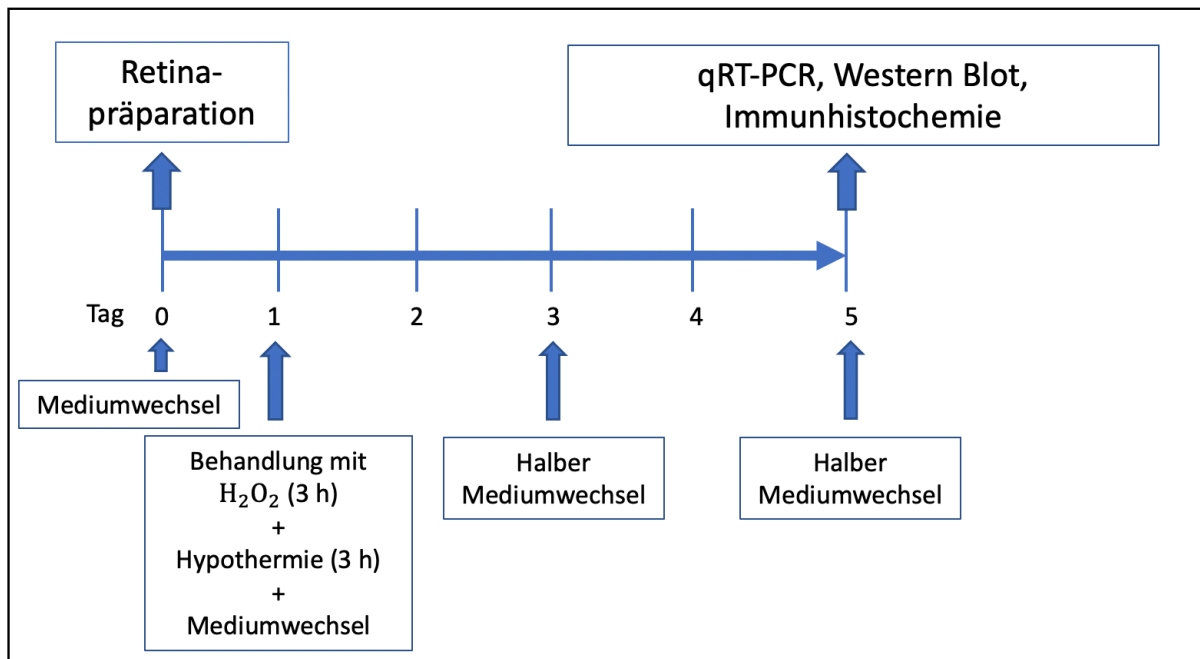 Retina-
präparation
qRT-PCR, Western Blot,
Immunhistochemie
Tag 0 1 2 3 4 5
Mediumwechsel
Behandlung mit
H₂O₂ (3 h)
+
Hypothermie (3 h)
+
Mediumwechsel
Halber
Mediumwechsel
Halber
Mediumwechsel